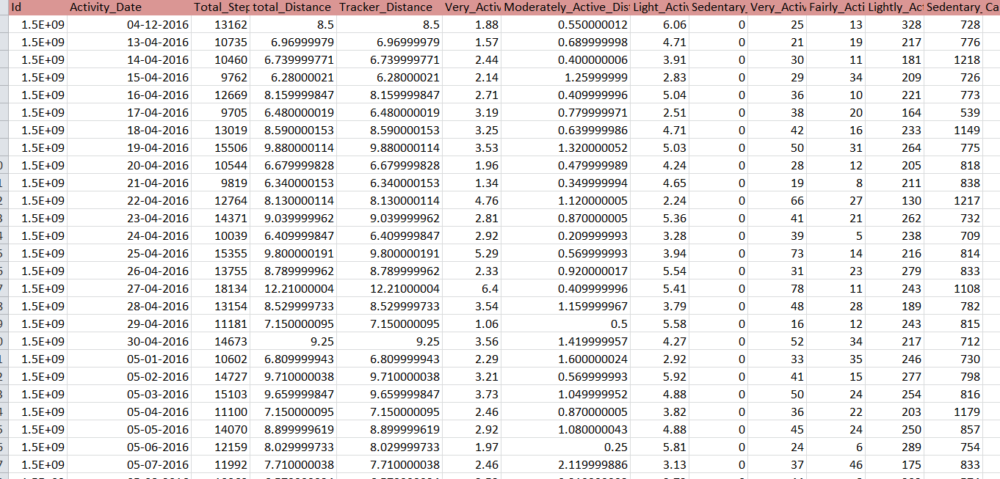 Id Activity_Date Total_Step total_Distance Tracker_Distance Very_Activ Moderately_Active_Dis Light_Activ Sedentary_ Very_Activ Fairly_Acti Lightly_Act Sedentary_ Ca
1.5E+09 04-12-2016 13162 8.5 8.5 1.88 0.550000012 6.06 0 25 13 328 728
1.5E+09 13-04-2016 10735 6.96999979 6.96999979 1.57 0.689999998 4.71 0 21 19 217 776
1.5E+09 14-04-2016 10460 6.739999771 6.739999771 2.44 0.400000006 3.91 0 30 11 181 1218
1.5E+09 15-04-2016 9762 6.28000021 6.28000021 2.14 1.25999999 2.83 0 29 34 209 726
1.5E+09 16-04-2016 12669 8.159999847 8.159999847 2.71 0.409999996 5.04 0 36 10 221 773
1.5E+09 17-04-2016 9705 6.480000019 6.480000019 3.19 0.779999971 2.51 0 38 20 164 539
1.5E+09 18-04-2016 13019 8.590000153 8.590000153 3.25 0.639999986 4.71 0 42 16 233 1149
1.5E+09 19-04-2016 15506 9.880000114 9.880000114 3.53 1.320000052 5.03 0 50 31 264 775
1.5E+09 20-04-2016 10544 6.679999828 6.679999828 1.96 0.479999989 4.24 0 28 12 205 818
1.5E+09 21-04-2016 9819 6.340000153 6.340000153 1.34 0.349999994 4.65 0 19 8 211 838
1.5E+09 22-04-2016 12764 8.130000114 8.130000114 4.76 1.120000005 2.24 0 66 27 130 1217
1.5E+09 23-04-2016 14371 9.039999962 9.039999962 2.81 0.870000005 5.36 0 41 21 262 732
1.5E+09 24-04-2016 10039 6.409999847 6.409999847 2.92 0.209999993 3.28 0 39 5 238 709
1.5E+09 25-04-2016 15355 9.800000191 9.800000191 5.29 0.569999993 3.94 0 73 14 216 814
1.5E+09 26-04-2016 13755 8.789999962 8.789999962 2.33 0.920000017 5.54 0 31 23 279 833
1.5E+09 27-04-2016 18134 12.21000004 12.21000004 6.4 0.409999996 5.41 0 78 11 243 1108
1.5E+09 28-04-2016 13154 8.529999733 8.529999733 3.54 1.159999967 3.79 0 48 28 189 782
1.5E+09 29-04-2016 11181 7.150000095 7.150000095 1.06 0.5 5.58 0 16 12 243 815
1.5E+09 30-04-2016 14673 9.25 9.25 3.56 1.419999957 4.27 0 52 34 217 712
1.5E+09 05-01-2016 10602 6.809999943 6.809999943 2.29 1.600000024 2.92 0 33 35 246 730
1.5E+09 05-02-2016 14727 9.710000038 9.710000038 3.21 0.569999993 5.92 0 41 15 277 798
1.5E+09 05-03-2016 15103 9.659999847 9.659999847 3.73 1.049999952 4.88 0 50 24 254 816
1.5E+09 05-04-2016 11100 7.150000095 7.150000095 2.46 0.870000005 3.82 0 36 22 203 1179
1.5E+09 05-05-2016 14070 8.899999619 8.899999619 2.92 1.080000043 4.88 0 45 24 250 857
1.5E+09 05-06-2016 12159 8.029999733 8.029999733 1.97 0.25 5.81 0 24 6 289 754
1.5E+09 05-07-2016 11992 7.710000038 7.710000038 2.46 2.119999886 3.13 0 37 46 175 833